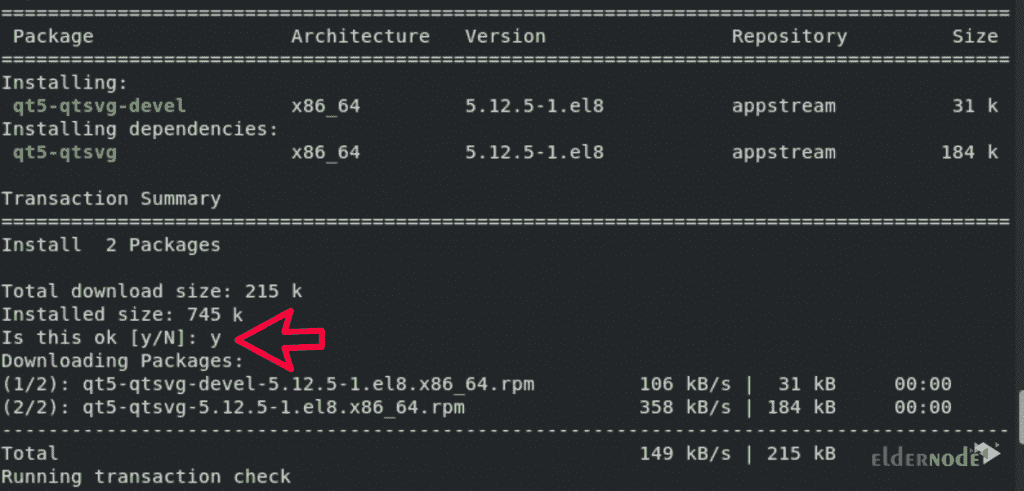 ================================================================================
Package Architecture Version Repository Size
================================================================================
Installing:
qt5-qtsvg-devel x86_64 5.12.5-1.el8 appstream 31 k
Installing dependencies:
qt5-qtsvg x86_64 5.12.5-1.el8 appstream 184 k
Transaction Summary
================================================================================
Install 2 Packages
Total download size: 215 k
Installed size: 745 k
Is this ok [y/N]: y
Downloading Packages:
(1/2): qt5-qtsvg-devel-5.12.5-1.el8.x86_64.rpm 106 kB/s | 31 kB 00:00
(2/2): qt5-qtsvg-5.12.5-1.el8.x86_64.rpm 358 kB/s | 184 kB 00:00
--------------------------------------------------------------------------------
Total 149 kB/s | 215 kB
Running transaction check
ELDERNODE